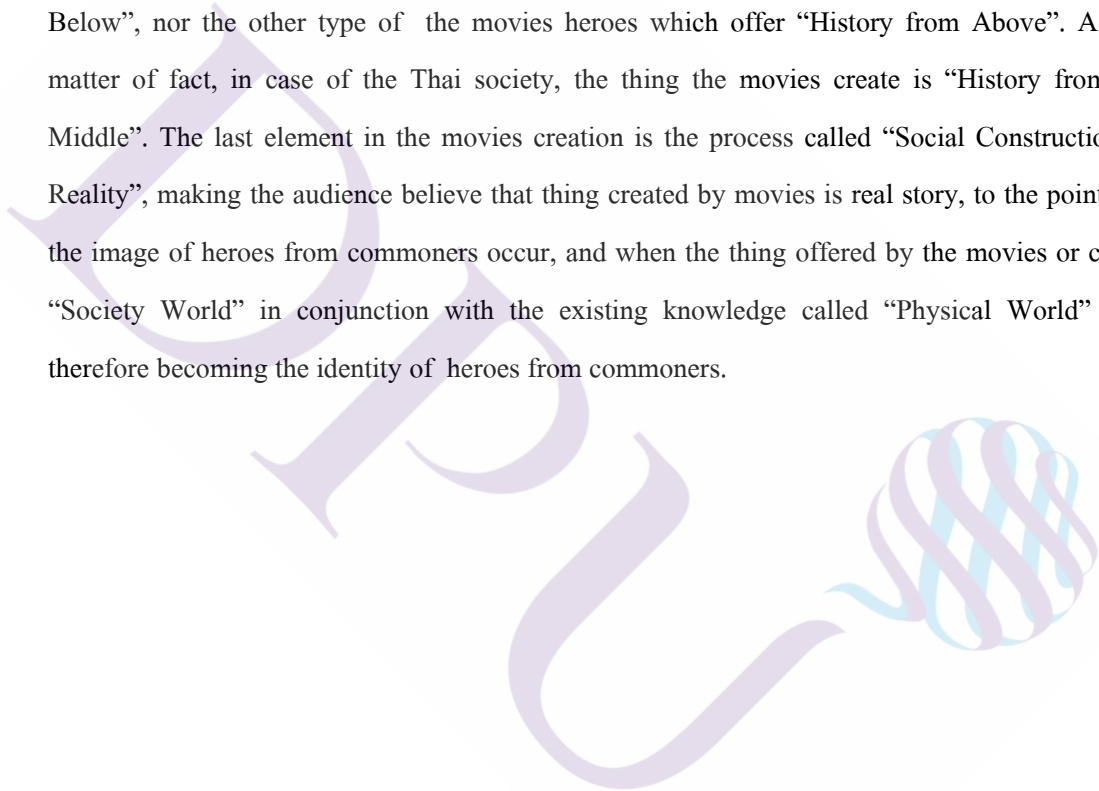 Below”, nor the other type of the movies heroes which offer “History from Above”. A
matter of fact, in case of the Thai society, the thing the movies create is “History from
Middle”. The last element in the movies creation is the process called “Social Constructio
Reality”, making the audience believe that thing created by movies is real story, to the point
the image of heroes from commoners occur, and when the thing offered by the movies or c
“Society World” in conjunction with the existing knowledge called “Physical World”
therefore becoming the identity of heroes from commoners.
DPU